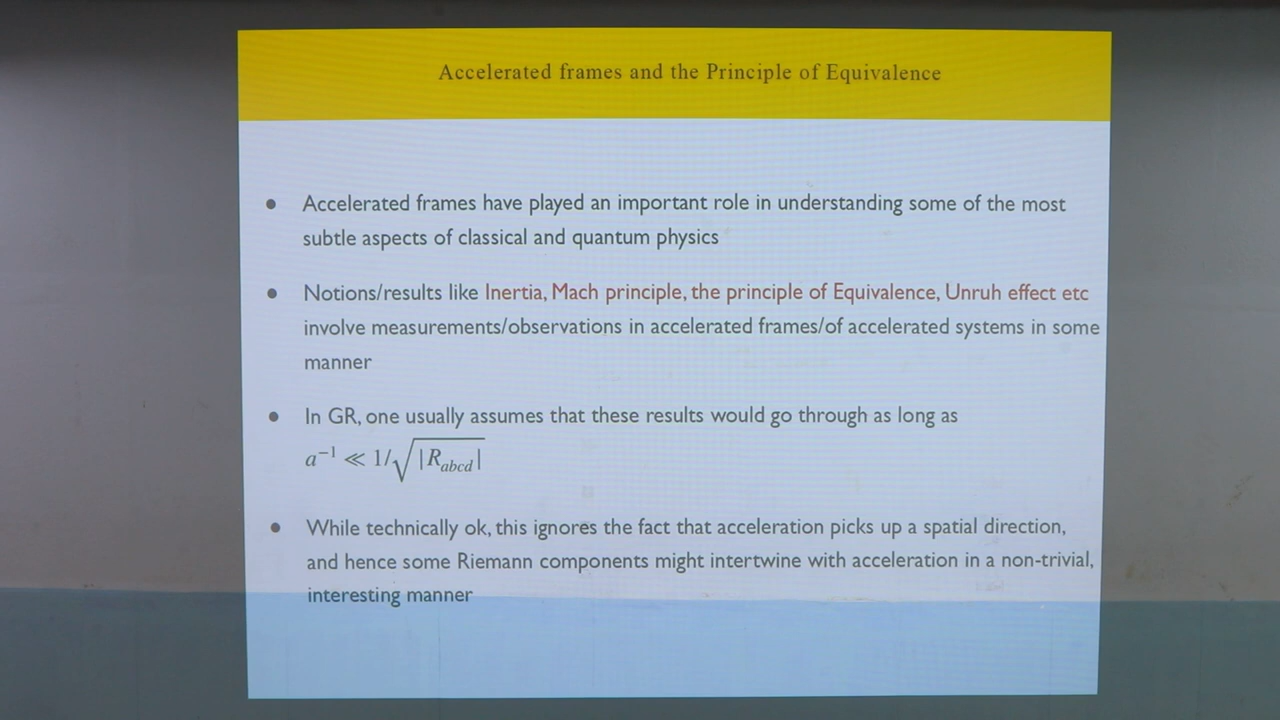 Accelerated frames and the Principle of Equivalence
● Accelerated frames have played an important role in understanding some of the most
subtle aspects of classical and quantum physics
● Notions/results like Inertia, Mach principle, the principle of Equivalence, Unruh effect etc
involve measurements/observations in accelerated frames/of accelerated systems in some
manner
● In GR, one usually assumes that these results would go through as long as
a⁻¹ ≪ 1/√|R_abcd|
● While technically ok, this ignores the fact that acceleration picks up a spatial direction,
and hence some Riemann components might intertwine with acceleration in a non-trivial,
interesting manner